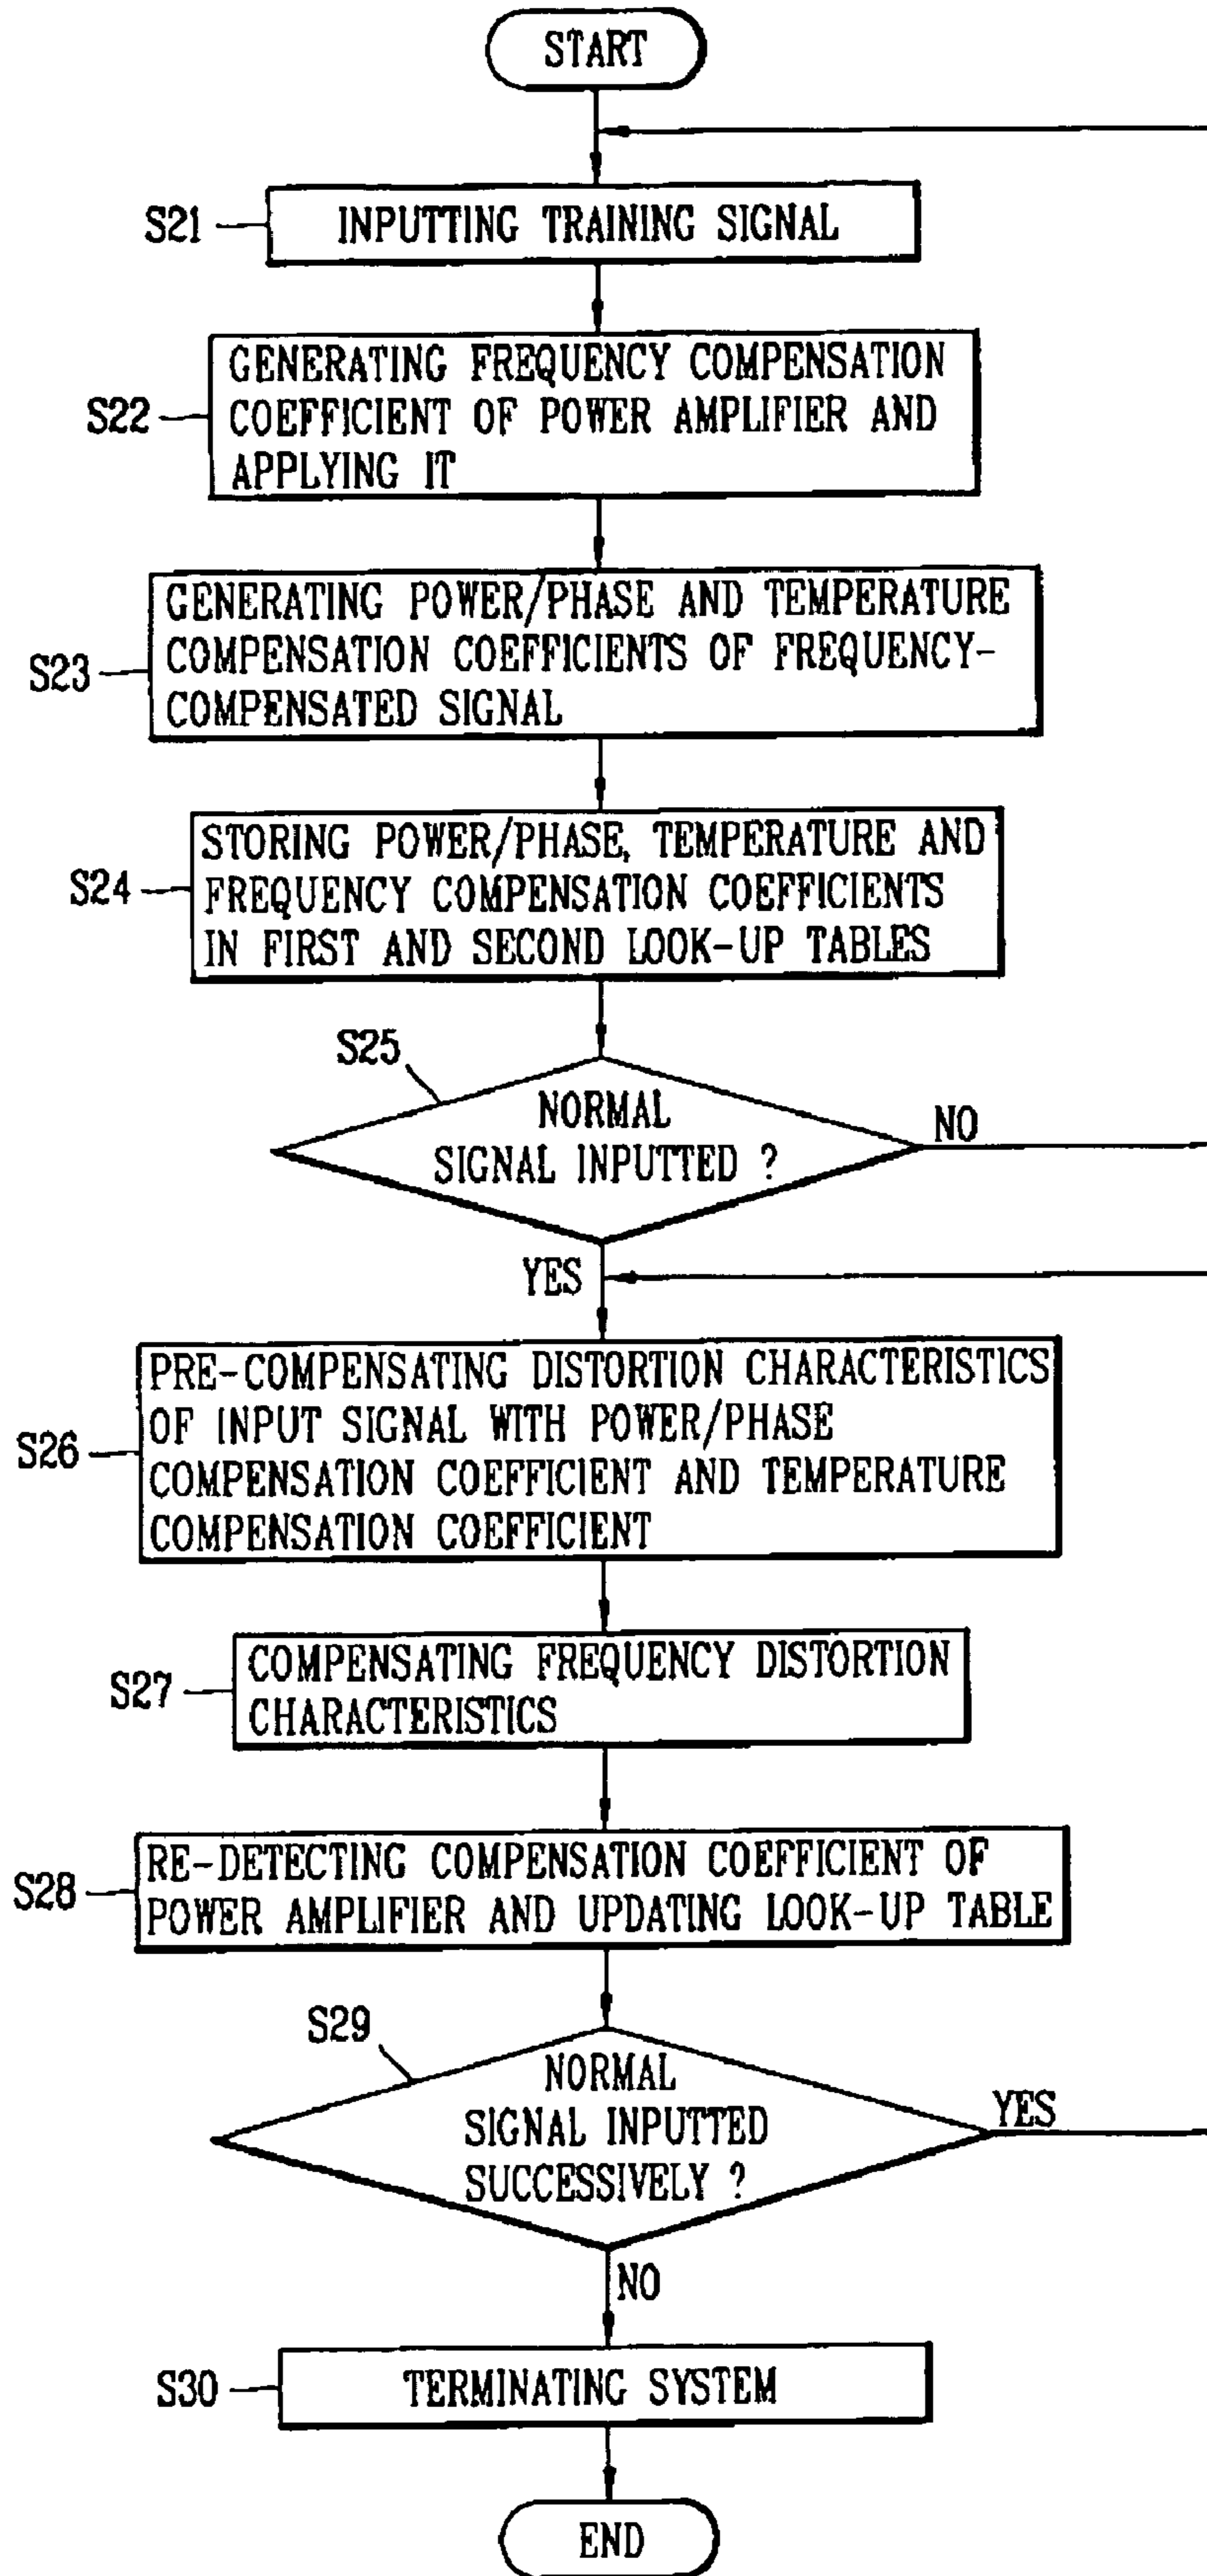 START
S21
INPUTTING TRAINING SIGNAL
S22
GENERATING FREQUENCY COMPENSATION
COEFFICIENT OF POWER AMPLIFIER AND
APPLYING IT
S23
GENERATING POWER/PHASE AND TEMPERATURE
COMPENSATION COEFFICIENTS OF FREQUENCY-
COMPENSATED SIGNAL
S24
STORING POWER/PHASE, TEMPERATURE AND
FREQUENCY COMPENSATION COEFFICIENTS
IN FIRST AND SECOND LOOK-UP TABLES
S25
NORMAL
SIGNAL INPUTTED ?
NO
YES
S26
PRE-COMPENSATING DISTORTION CHARACTERISTICS
OF INPUT SIGNAL WITH POWER/PHASE
COMPENSATION COEFFICIENT AND TEMPERATURE
COMPENSATION COEFFICIENT
S27
COMPENSATING FREQUENCY DISTORTION
CHARACTERISTICS
S28
RE-DETECTING COMPENSATION COEFFICIENT OF
POWER AMPLIFIER AND UPDATING LOOK-UP TABLE
S29
NORMAL
SIGNAL INPUTTED
SUCCESSIVELY ?
YES
NO
S30
TERMINATING SYSTEM
END